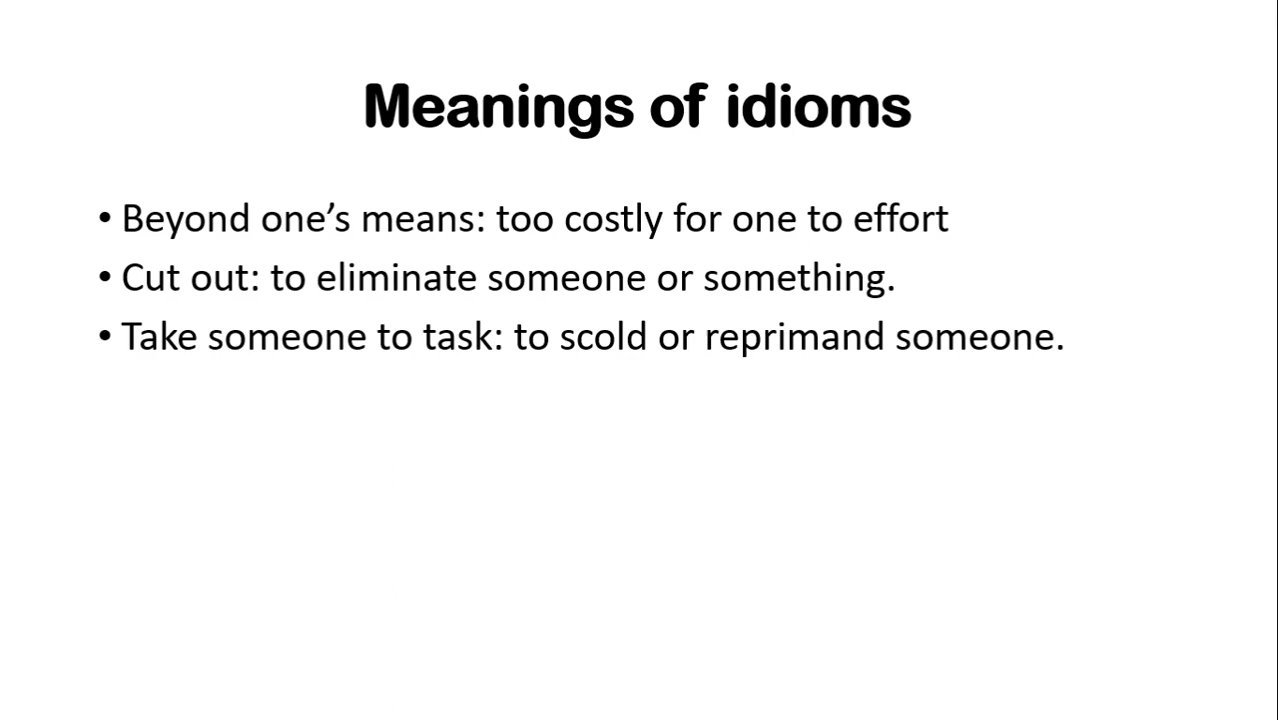 Meanings of idioms
• Beyond one’s means: too costly for one to effort
• Cut out: to eliminate someone or something.
• Take someone to task: to scold or reprimand someone.